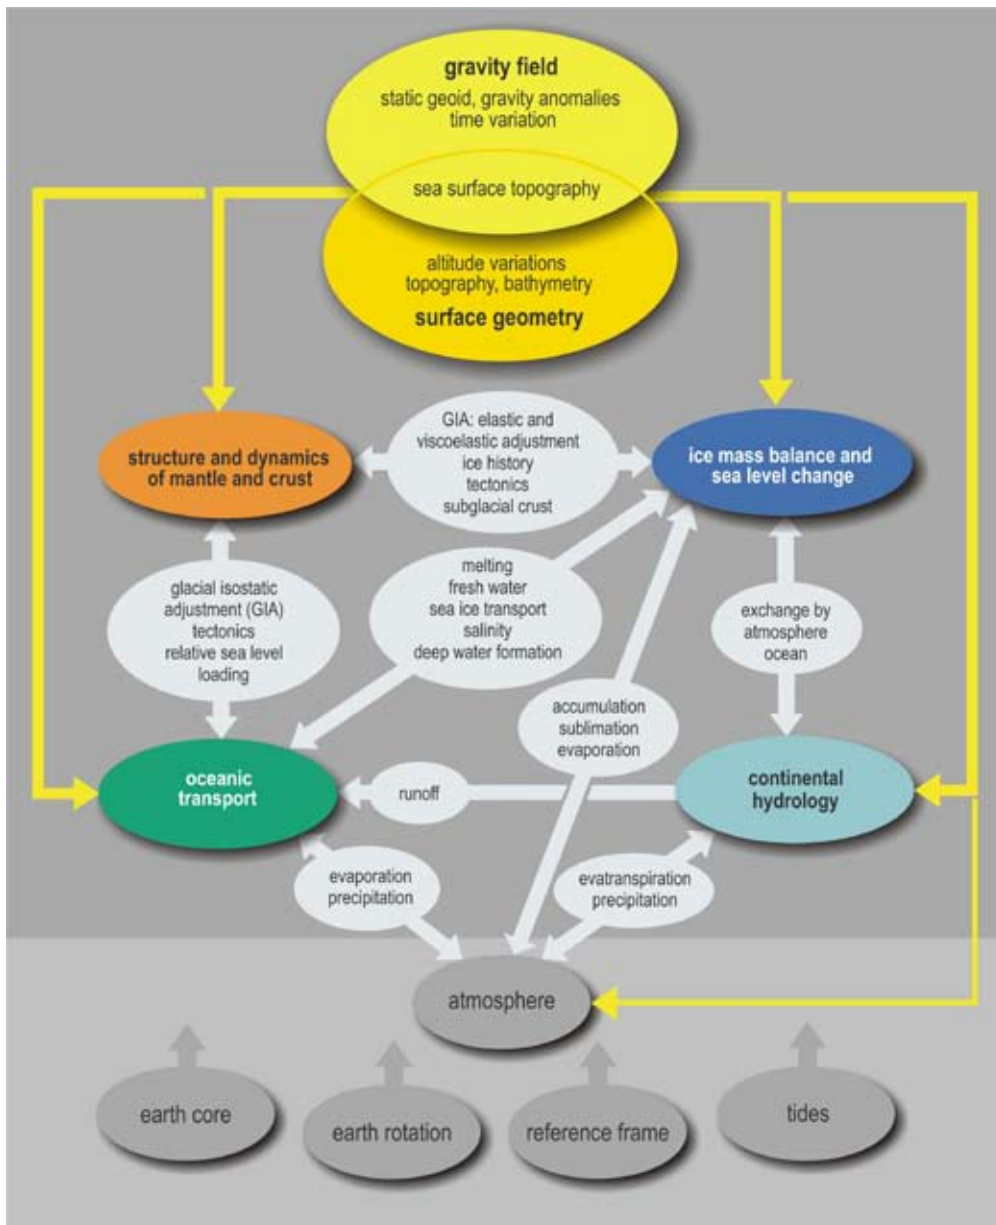 gravity field
static geoid, gravity anomalies
time variation
sea surface topography
altitude variations
topography, bathymetry
surface geometry
structure and dynamics
of mantle and crust
GIA: elastic and
viscoelastic adjustment
ice history
tectonics
subglacial crust
ice mass balance and
sea level change
glacial isostatic
adjustment (GIA)
tectonics
relative sea level
loading
melting
fresh water
sea ice transport
salinity
deep water formation
exchange by
atmosphere
ocean
accumulation
sublimation
evaporation
oceanic
transport
runoff
continental
hydrology
evaporation
precipitation
evatranspiration
precipitation
atmosphere
earth core
earth rotation
reference frame
tides